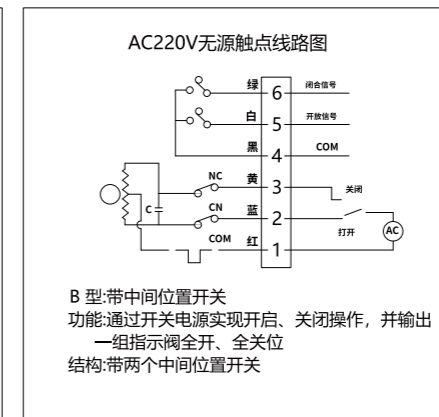 AC220V无源触点线路图
绿 6 闭合信号
白 5 开放信号
黑 4 COM
NC 黄 3 关闭
C CN 蓝 2 打开 AC
COM 红 1
B 型:带中间位置开关
功能:通过开关电源实现开启、关闭操作，并输出
一组指示阀全开、全关位
结构:带两个中间位置开关